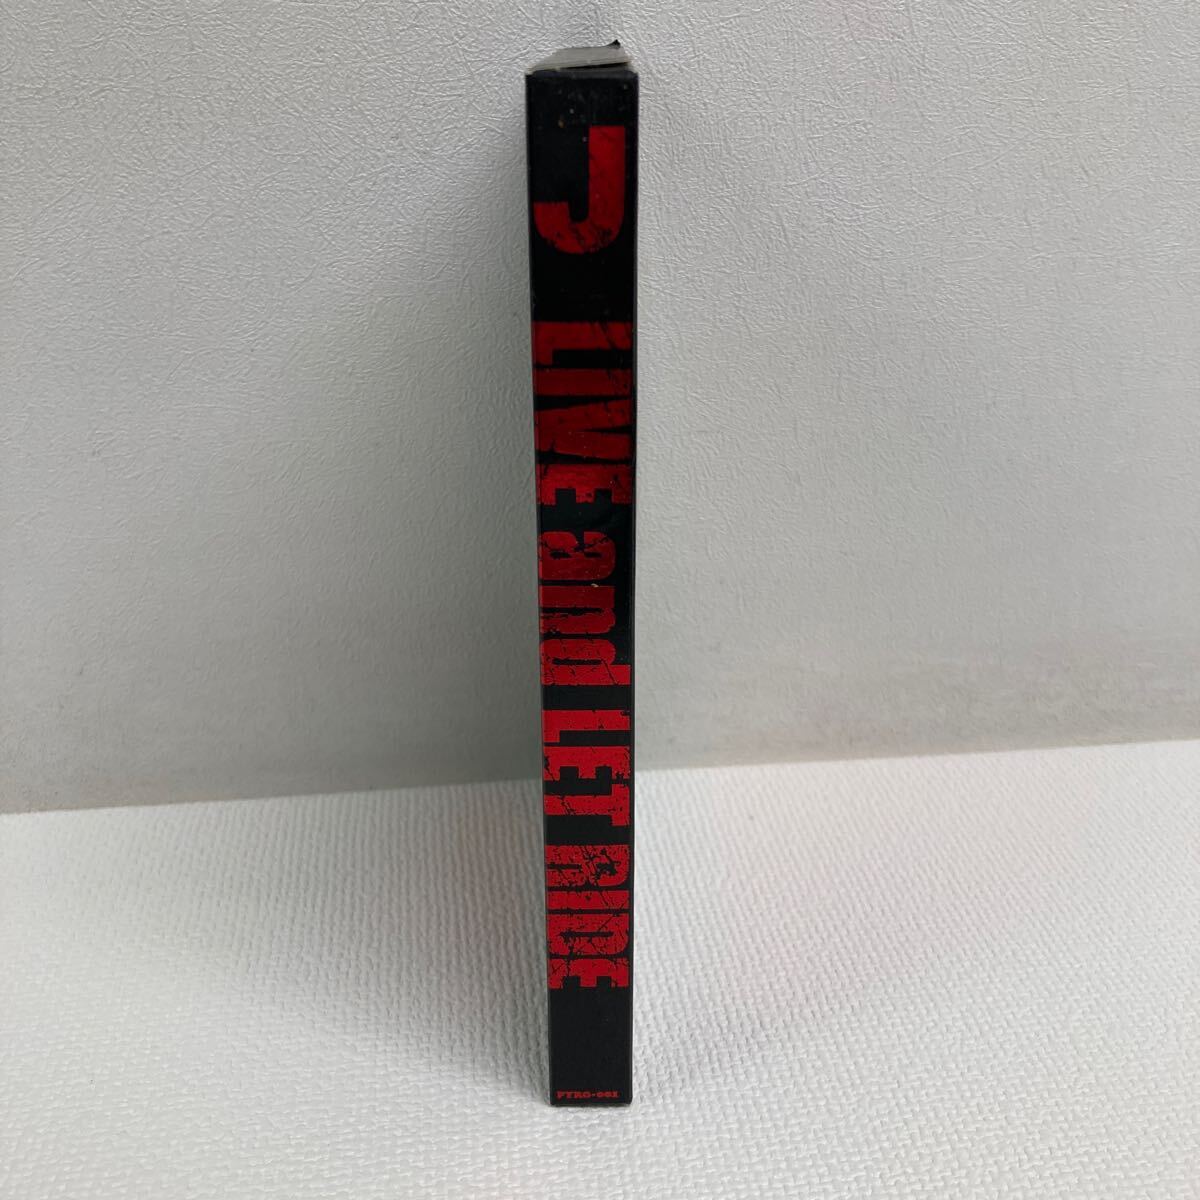 J LIVE and LET RIDE
PYRO-001